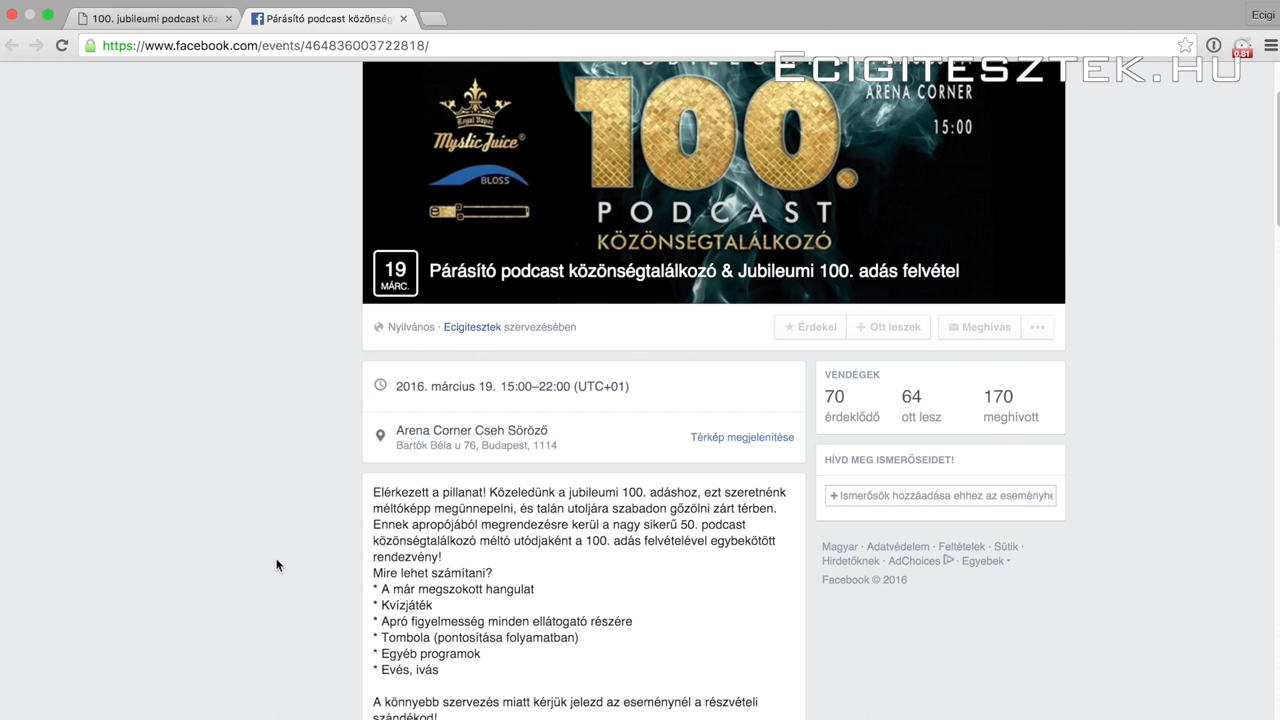 100. jubileumi podcast köz
Párásító podcast közönség
Ecigi
https://www.facebook.com/events/464836003722818/
0.81
ECIGITESZTEK.HU
ARENA CORNER
15:00
Royal Vapor
Mystic Juice®
BLOSS
100.
PODCAST
KÖZÖNSÉGTALÁLKOZÓ
19
MÁRC.
Párásító podcast közönségtalálkozó & Jubileumi 100. adás felvétel
Nyilvános · Ecigitesztek szervezésében
Érdekel
Ott leszek
Meghívás
2016. március 19. 15:00–22:00 (UTC+01)
Arena Corner Cseh Söröző
Bartók Béla u 76, Budapest, 1114
Térkép megjelenítése
VENDÉGEK
70 64 170
érdeklődő ott lesz meghívott
HÍVD MEG ISMERŐSEIDET!
+ Ismerősök hozzáadása ehhez az eseményhe
Magyar · Adatvédelem · Feltételek · Sütik ·
Hirdetőknek · AdChoices · Egyebek
Facebook © 2016
Elérkezett a pillanat! Közeledünk a jubileumi 100. adáshoz, ezt szeretnénk
méltóképp megünnepelni, és talán utoljára szabadon gőzölni zárt térben.
Ennek apropójából megrendezésre kerül a nagy sikerű 50. podcast
közönségtalálkozó méltó utódjaként a 100. adás felvételével egybekötött
rendezvény!
Mire lehet számítani?
* A már megszokott hangulat
* Kvízjáték
* Apró figyelmesség minden ellátogató részére
* Tombola (pontosítása folyamatban)
* Egyéb programok
* Evés, ivás
A könnyebb szervezés miatt kérjük jelezd az eseménynél a részvételi
szándékod!